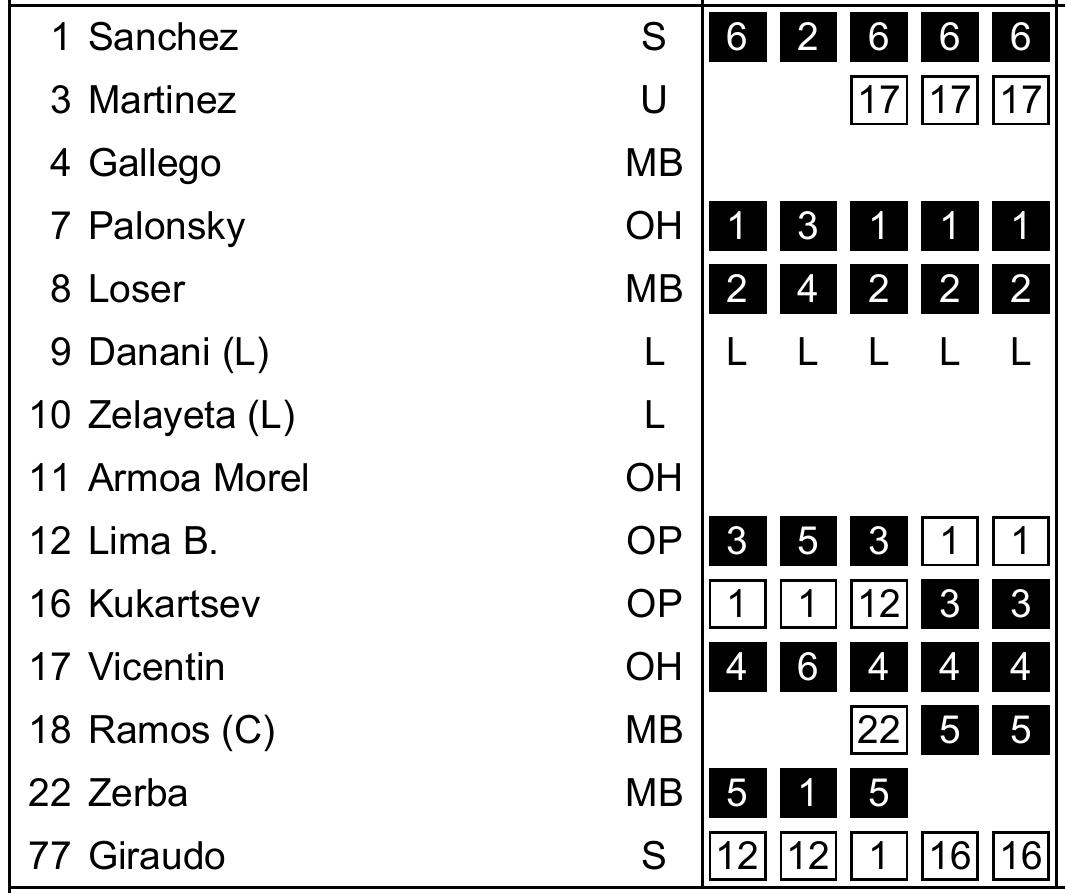 1 Sanchez S 6 2 6 6 6
3 Martinez U 17 17 17
4 Gallego MB
7 Palonsky OH 1 3 1 1 1
8 Loser MB 2 4 2 2 2
9 Danani (L) L L L L L L
10 Zelayeta (L) L
11 Armoa Morel OH
12 Lima B. OP 3 5 3 1 1
16 Kukartsev OP 1 1 12 3 3
17 Vicentin OH 4 6 4 4 4
18 Ramos (C) MB 22 5 5
22 Zerba MB 5 1 5
77 Giraudo S 12 12 1 16 16